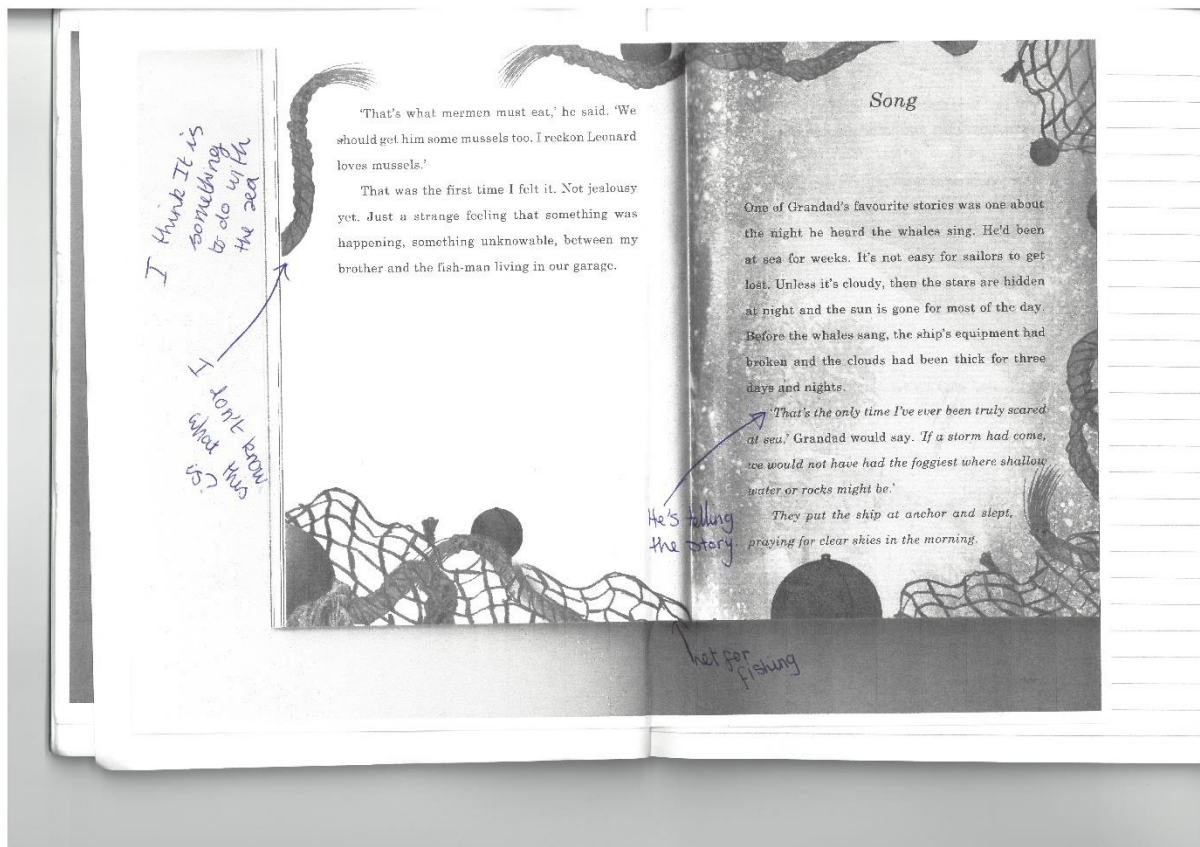 I think It is
something
to do with
the sea
I
don't know
what this
is
'That's what mermen must eat,' he said. 'We
should get him some mussels too. I reckon Leonard
loves mussels.'
That was the first time I felt it. Not jealousy
yet. Just a strange feeling that something was
happening, something unknowable, between my
brother and the fish-man living in our garage.
Song
One of Grandad's favourite stories was one about
the night he heard the whales sing. He'd been
at sea for weeks. It's not easy for sailors to get
lost. Unless it's cloudy, then the stars are hidden
at night and the sun is gone for most of the day.
Before the whales sang, the ship's equipment had
broken and the clouds had been thick for three
days and nights.
'That's the only time I've ever been truly scared
at sea,' Grandad would say. 'If a storm had come,
we would not have had the foggiest where shallow
water or rocks might be.'
They put the ship at anchor and slept,
praying for clear skies in the morning.
He's telling
the story.
net for
fishing